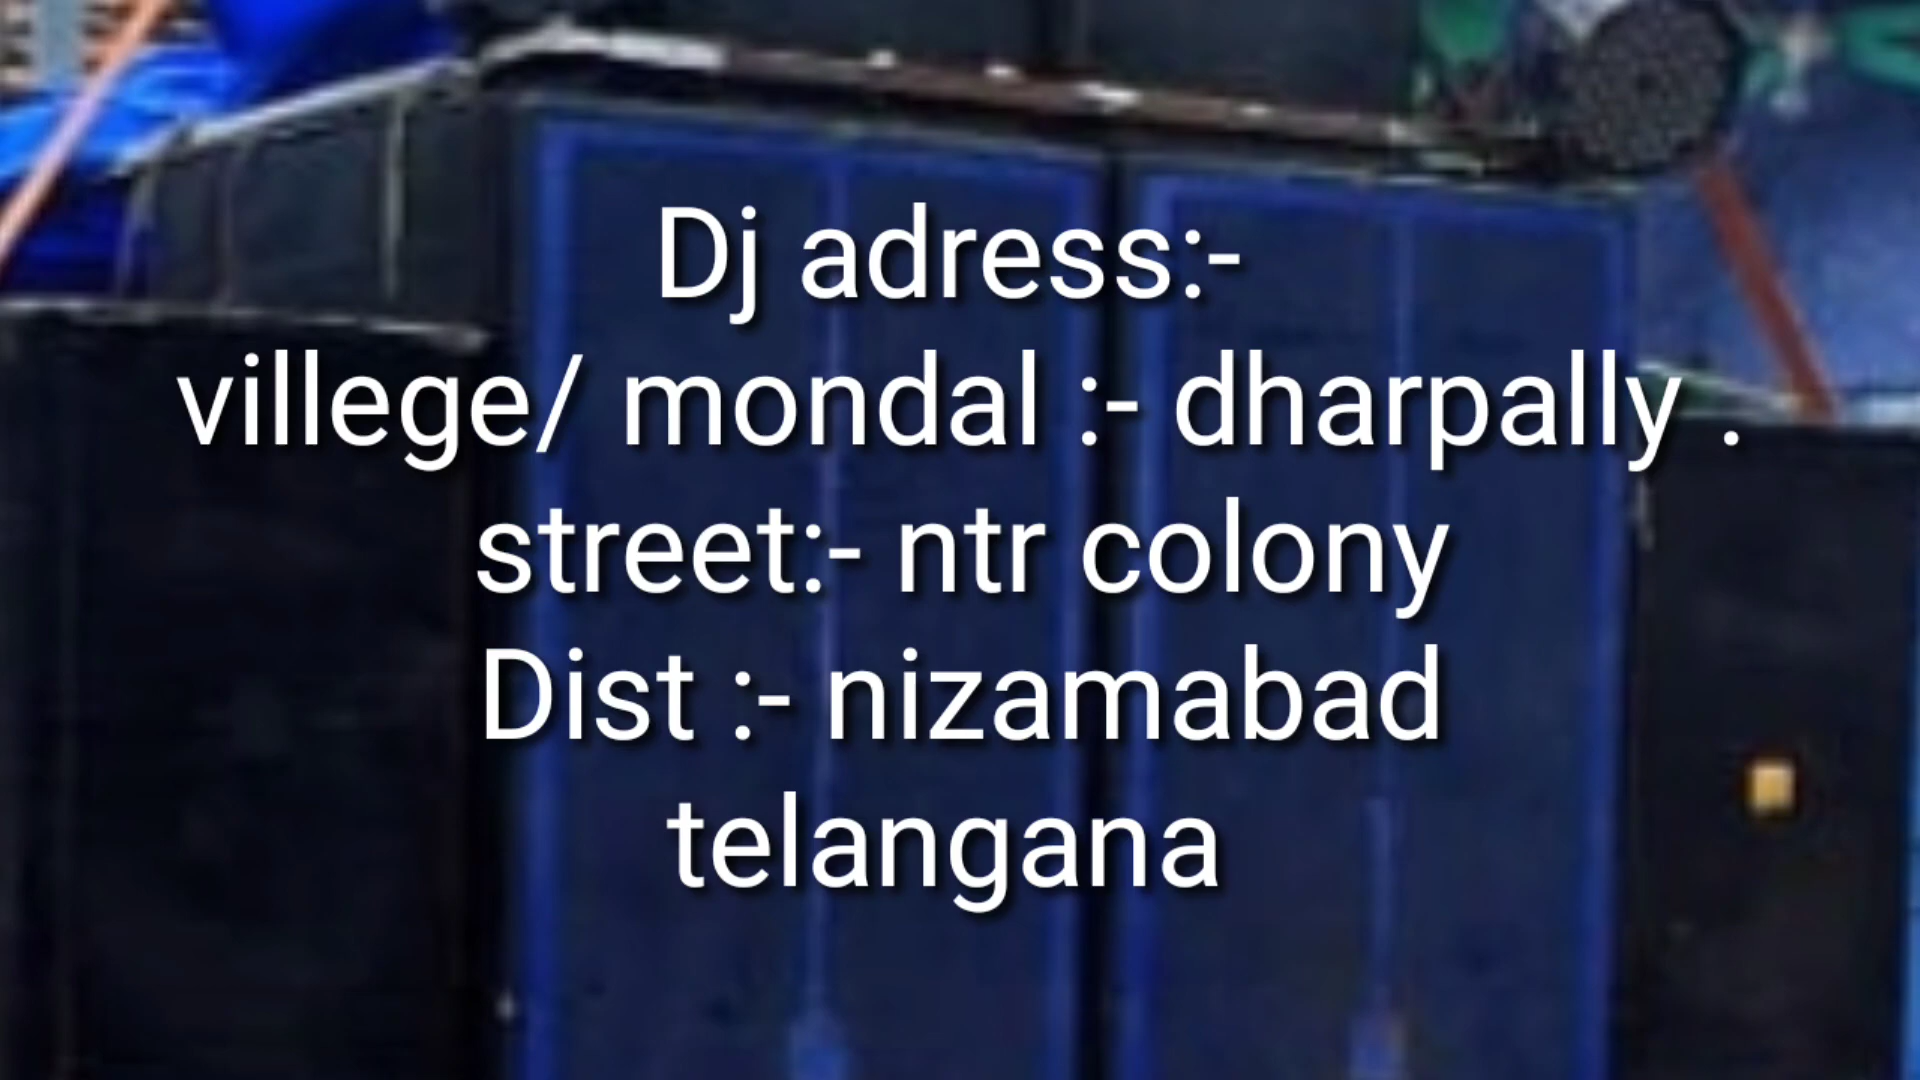 Dj adress:-
villege/ mondal :- dharpally .
street:- ntr colony
Dist :- nizamabad
telangana